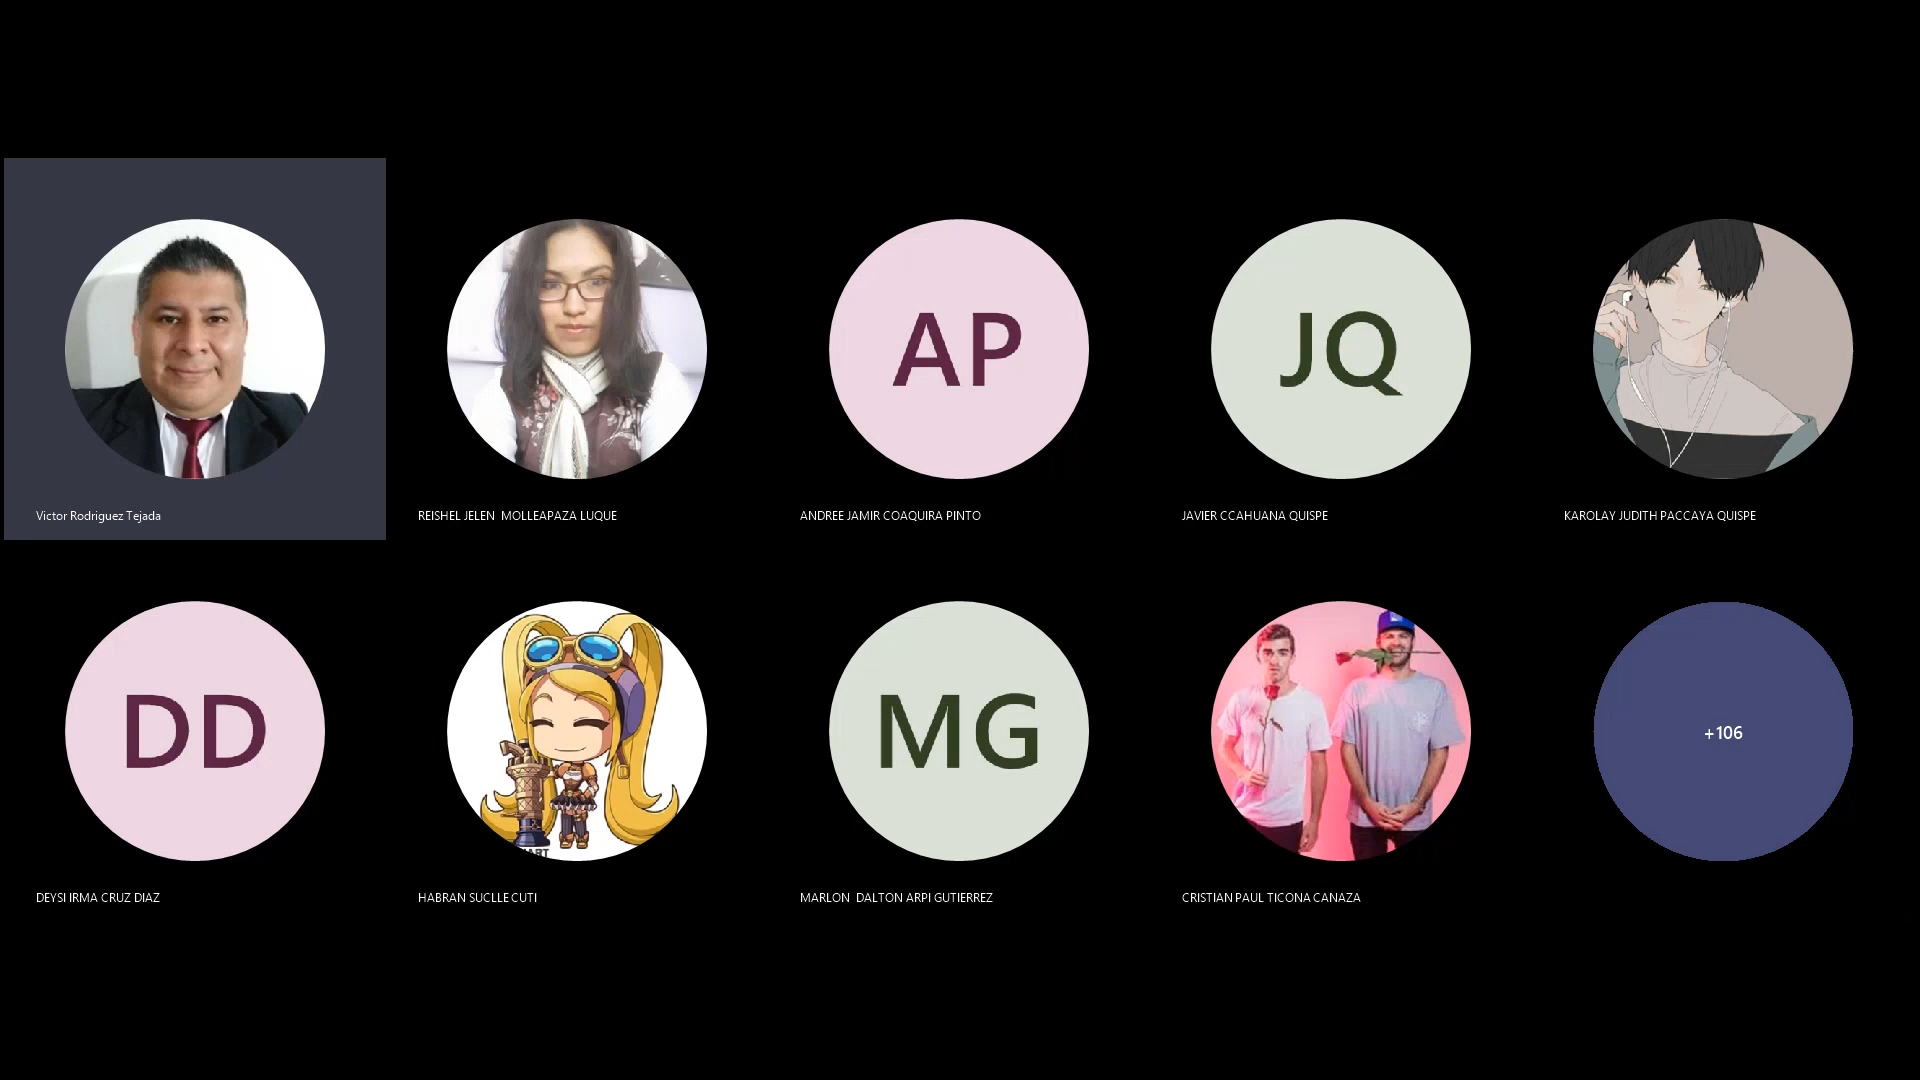 AP
JQ
Victor Rodriguez Tejada
REISHEL JELEN  MOLLEAPAZA LUQUE
ANDREE JAMIR COAQUIRA PINTO
JAVIER CCAHUANA QUISPE
KAROLAY JUDITH PACCAYA QUISPE
DD
MG
+106
DEYSI IRMA CRUZ DIAZ
HABRAN SUCLLE CUTI
MARLON  DALTON ARPI GUTIERREZ
CRISTIAN PAUL TICONA CANAZA